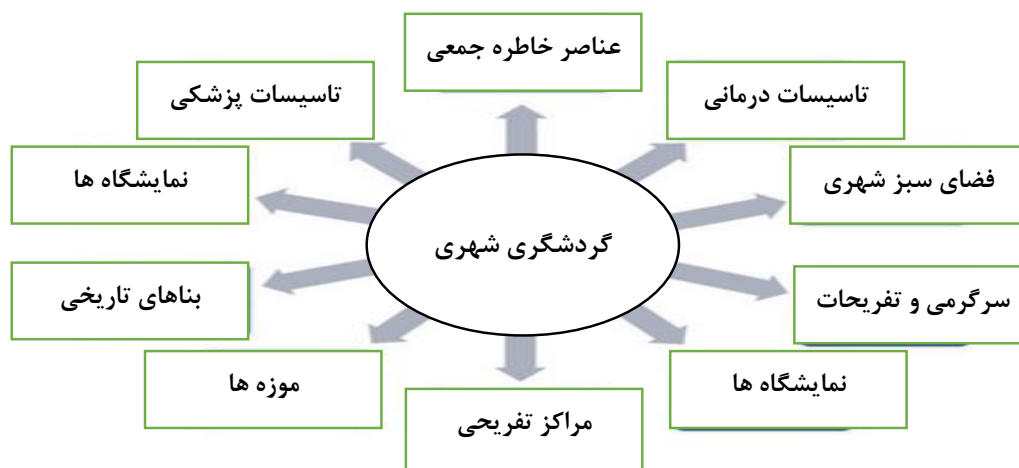 عناصر خاطره جمعی
تاسیسات درمانی
تاسیسات پزشکی
فضای سبز شهری
نمایشگاه ها
گردشگری شهری
سرگرمی و تفریحات
بناهای تاریخی
نمایشگاه ها
موزه ها
مراکز تفریحی